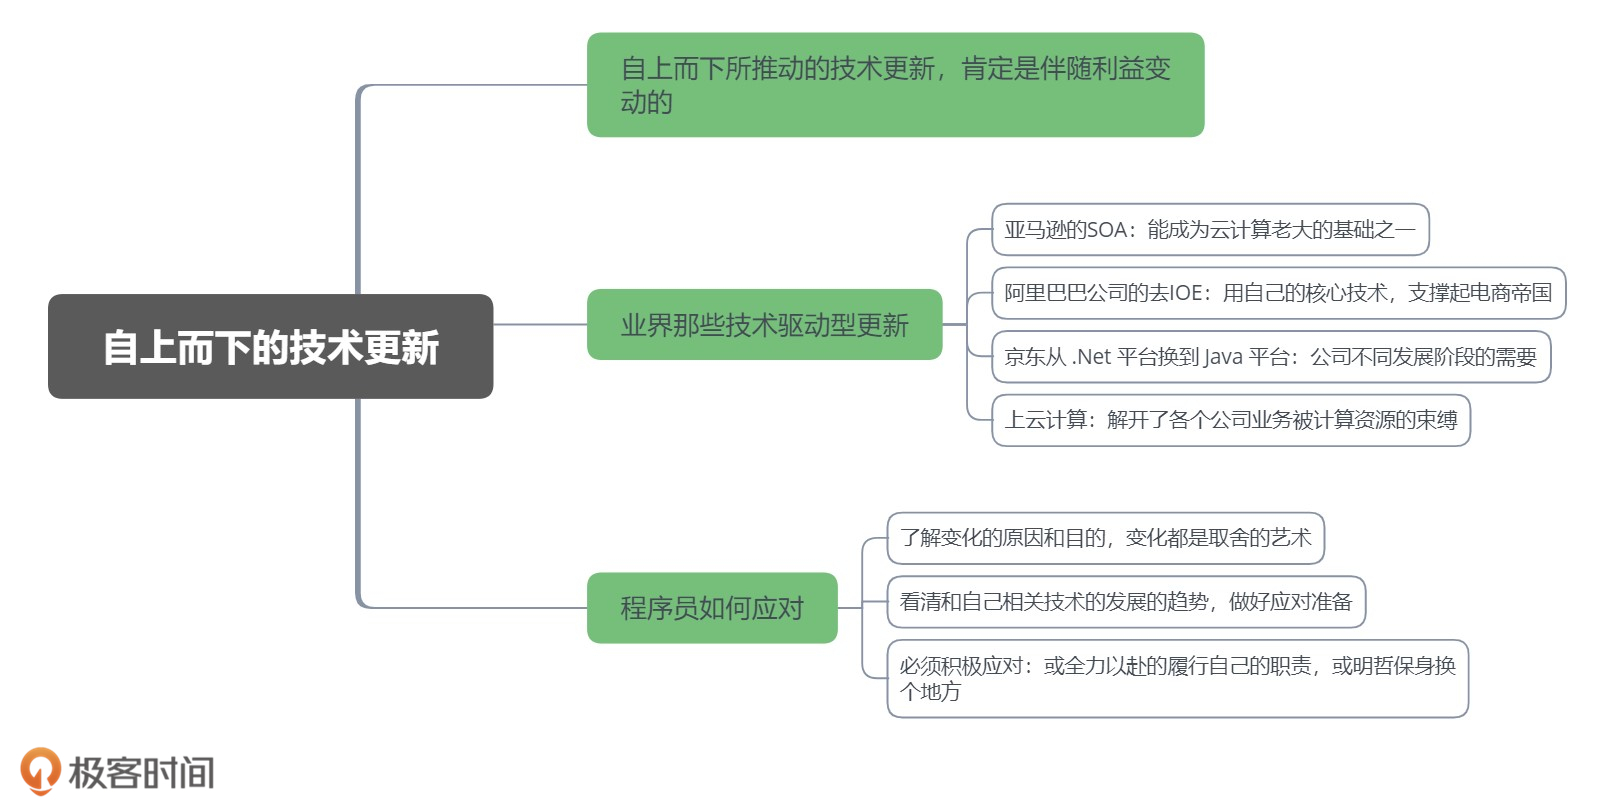 自上而下所推动的技术更新，肯定是伴随利益变
动的
亚马逊的SOA：能成为云计算老大的基础之一
阿里巴巴公司的去IOE：用自己的核心技术，支撑起电商帝国
业界那些技术驱动型更新
自上而下的技术更新
京东从 .Net 平台换到 Java 平台：公司不同发展阶段的需要
上云计算：解开了各个公司业务被计算资源的束缚
了解变化的原因和目的，变化都是取舍的艺术
程序员如何应对
看清和自己相关技术的发展的趋势，做好应对准备
必须积极应对：或全力以赴的履行自己的职责，或明哲保身换
个地方
极客时间